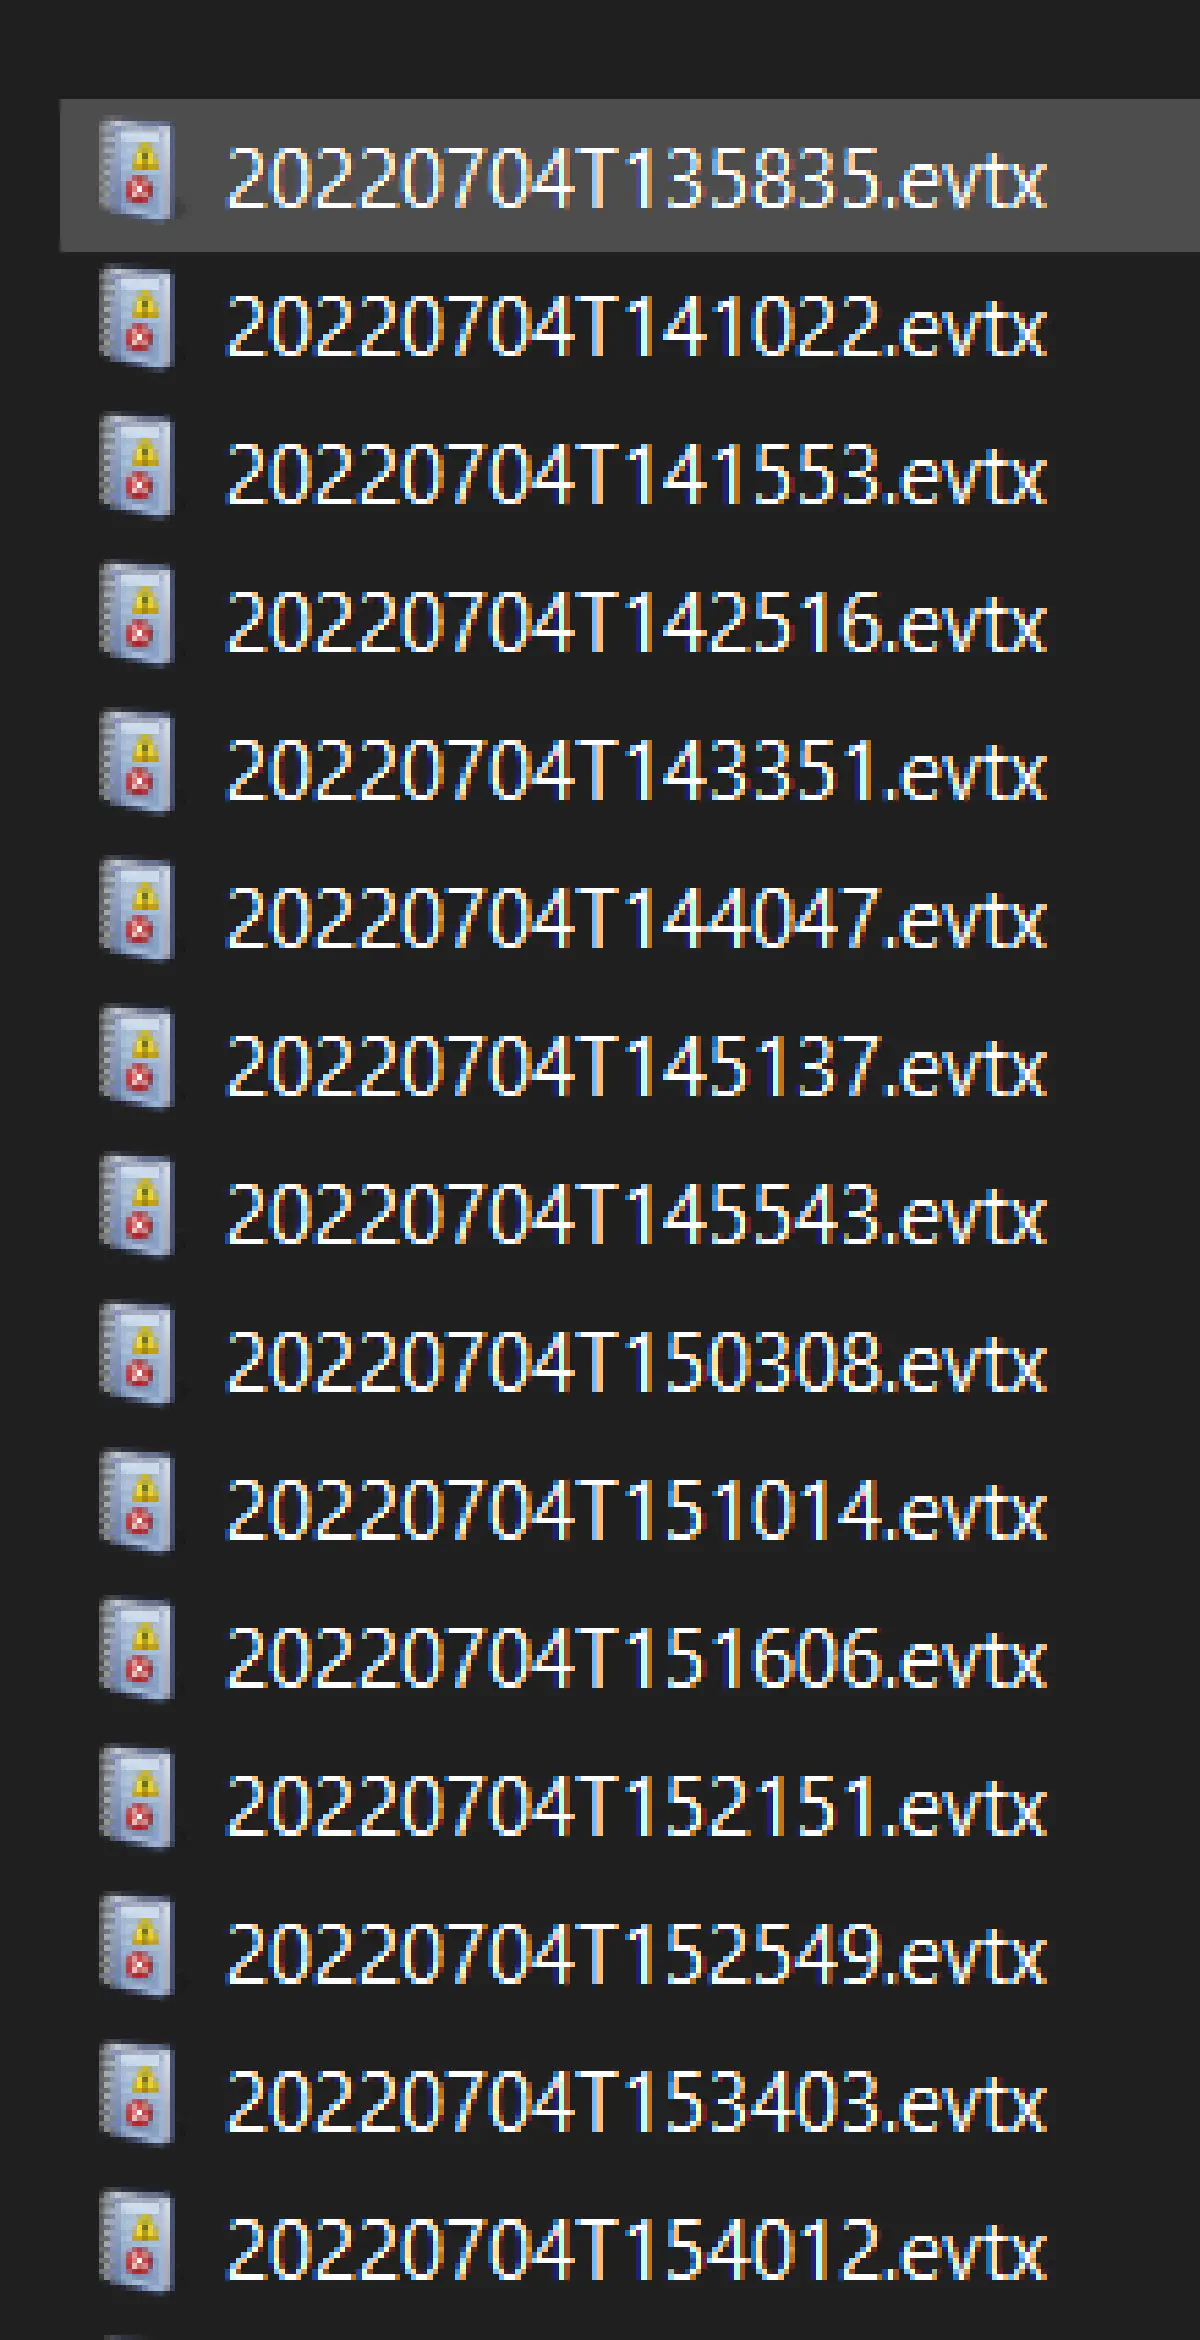 20220704T135835.evtx
20220704T141022.evtx
20220704T141553.evtx
20220704T142516.evtx
20220704T143351.evtx
20220704T144047.evtx
20220704T145137.evtx
20220704T145543.evtx
20220704T150308.evtx
20220704T151014.evtx
20220704T151606.evtx
20220704T152151.evtx
20220704T152549.evtx
20220704T153403.evtx
20220704T154012.evtx